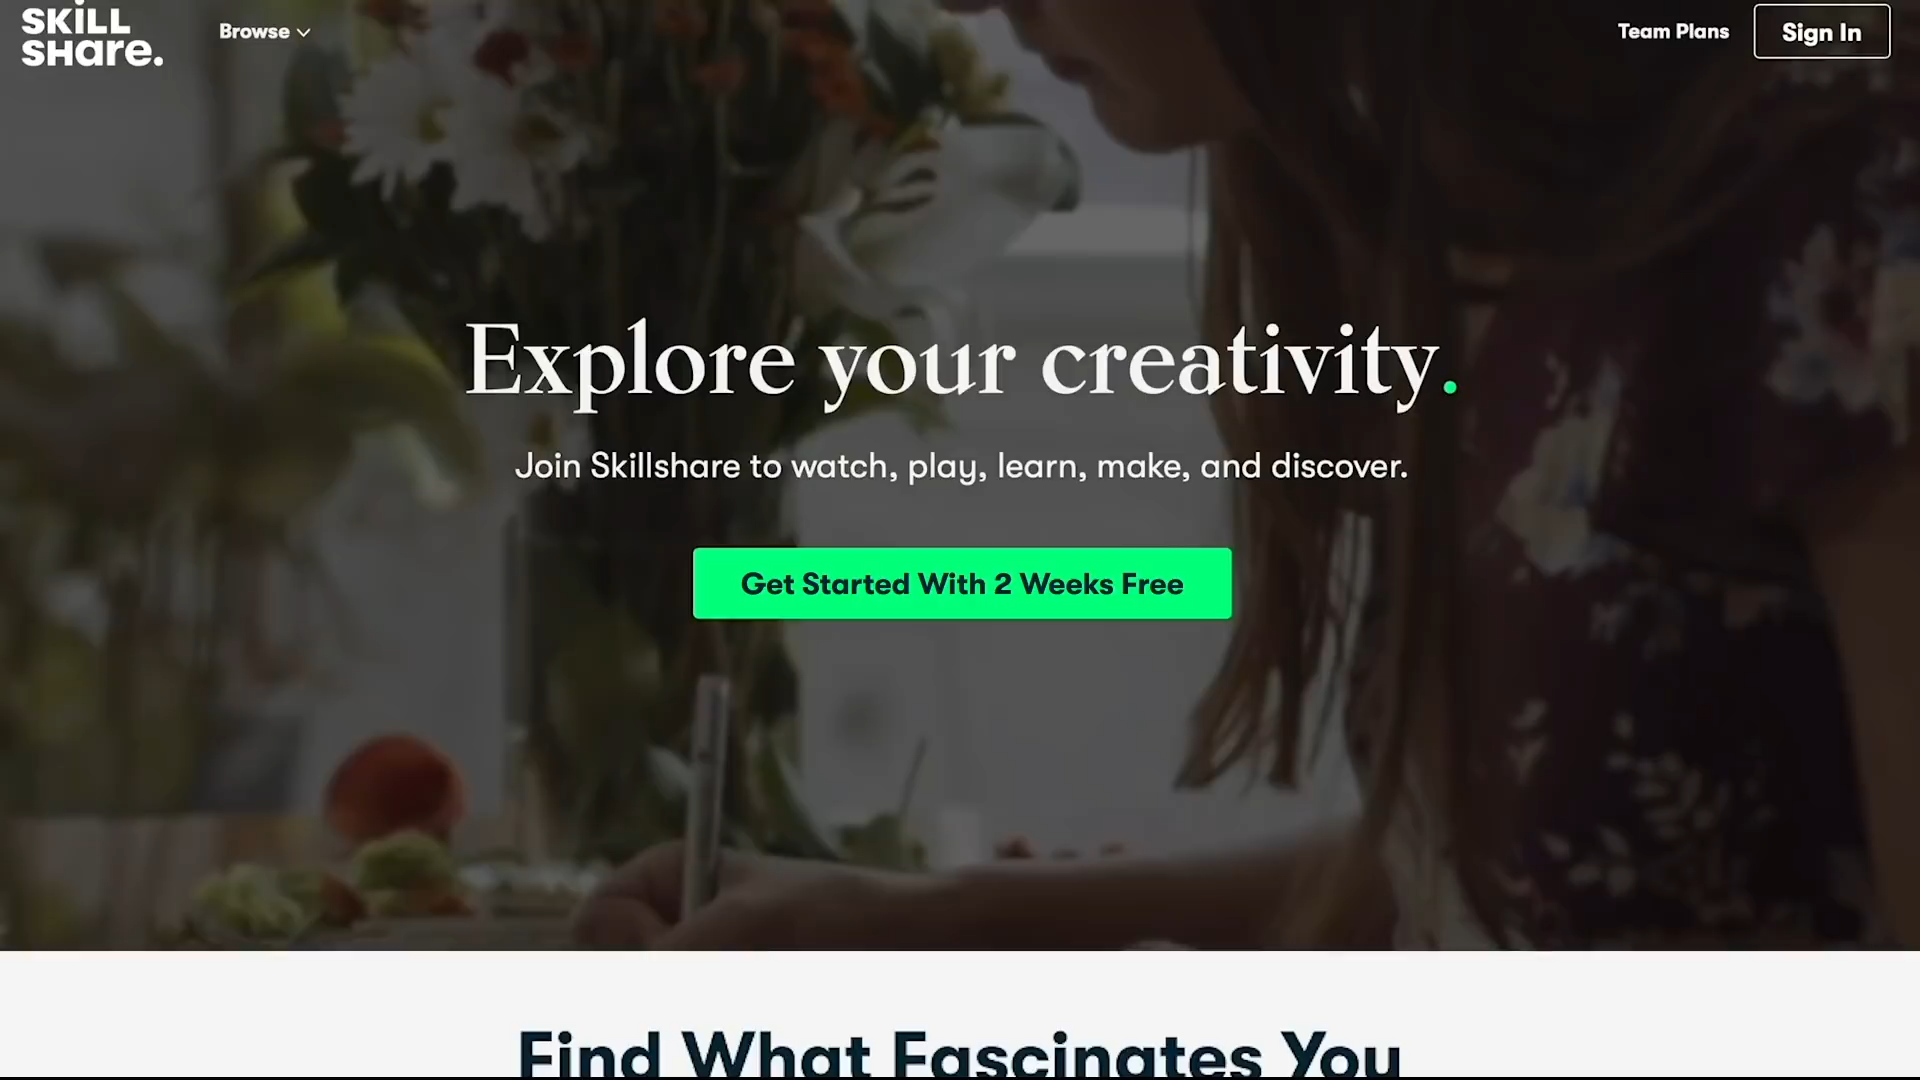 SKiLL
SHare.
Browse
Team Plans
Sign In
Explore your creativity.
Join Skillshare to watch, play, learn, make, and discover.
Get Started With 2 Weeks Free
Find What Fascinates You